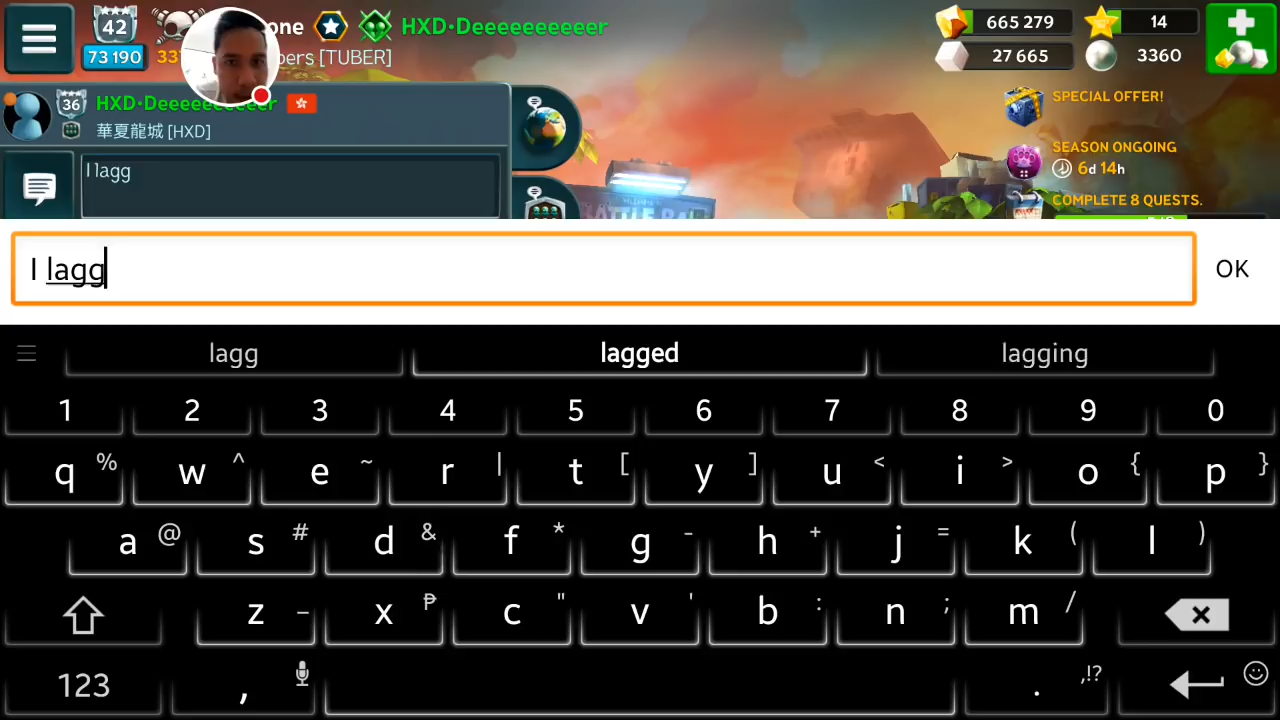 42
73 190
one
HXD•Deeeeeeeeeer
bers [TUBER]
665 279
14
27 665
3360
36
HXD•Deeeeeeeeeer
華夏龍城 [HXD]
I lagg
SPECIAL OFFER!
SEASON ONGOING
6d 14h
COMPLETE 8 QUESTS.
I lagg
OK
lagg lagged lagging
1 2 3 4 5 6 7 8 9 0
q % w ^ e ~ r | t [ y ] u < i > o { p }
a @ s # d & f * g - h + j = k ( l )
z _ x ₱ c " v ' b : n ; m /
123 , . ,!?